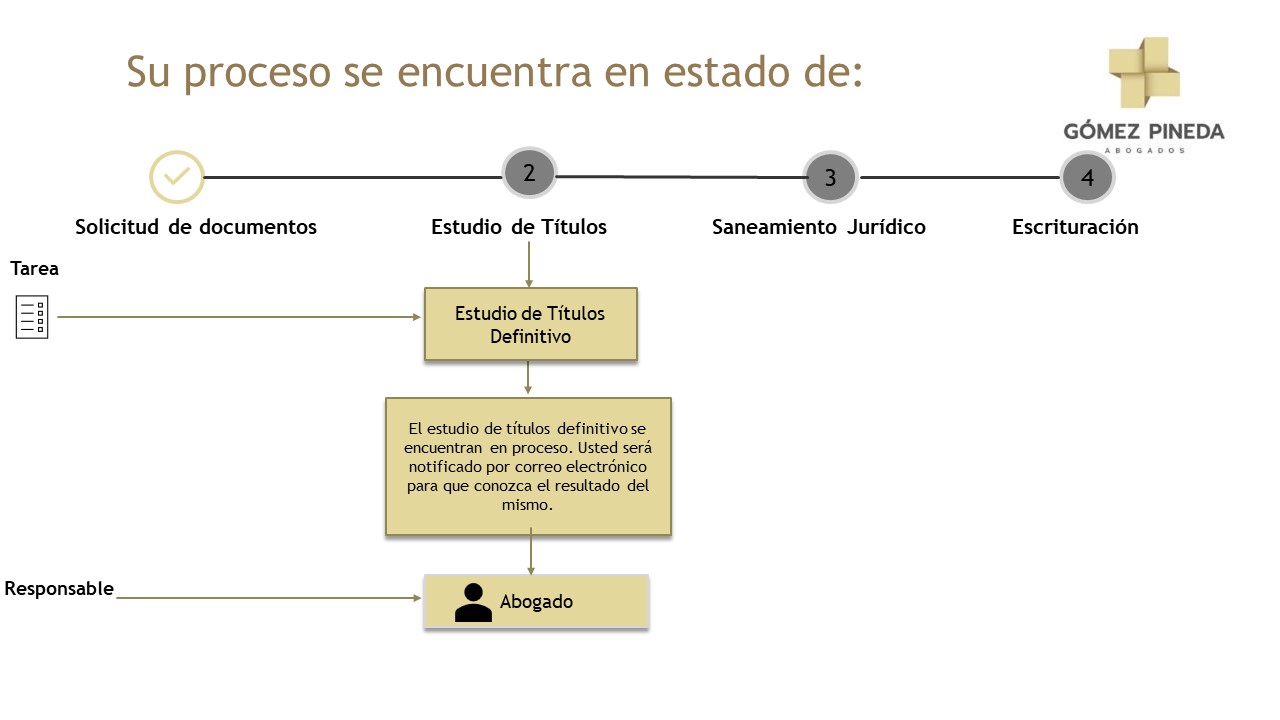 Su proceso se encuentra en estado de:
GÓMEZ PINEDA
ABOGADOS
2
3
4
Solicitud de documentos
Estudio de Títulos
Saneamiento Jurídico
Escrituración
Tarea
Estudio de Títulos
Definitivo
El estudio de títulos definitivo se
encuentran en proceso. Usted será
notificado por correo electrónico
para que conozca el resultado del
mismo.
Responsable
Abogado